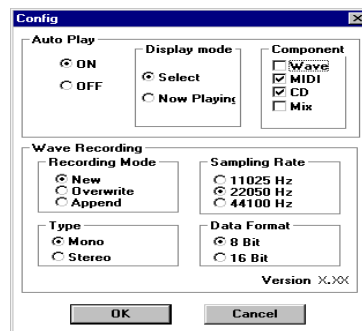 Config
Auto Play
ON
OFF
Display mode
Select
Now Playing
Component
Wave
MIDI
CD
Mix
Wave Recording
Recording Mode
New
Overwrite
Append
Sampling Rate
11025 Hz
22050 Hz
44100 Hz
Type
Mono
Stereo
Data Format
8 Bit
16 Bit
Version X.XX
OK
Cancel